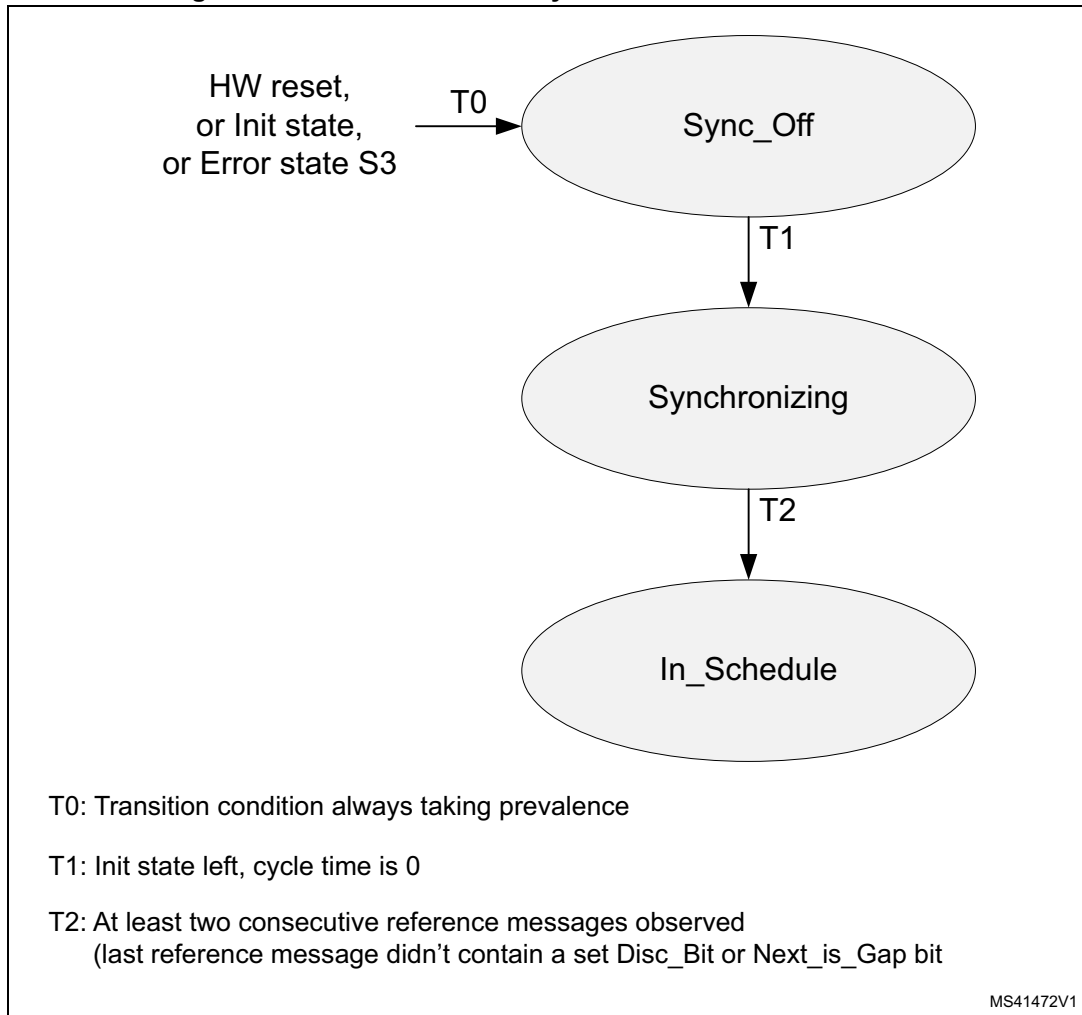 HW reset,
or Init state,
or Error state S3
T0
Sync_Off
T1
Synchronizing
T2
In_Schedule
T0: Transition condition always taking prevalence
T1: Init state left, cycle time is 0
T2: At least two consecutive reference messages observed
(last reference message didn’t contain a set Disc_Bit or Next_is_Gap bit
MS41472V1